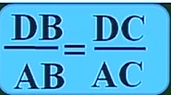 DB/AB = DC/AC